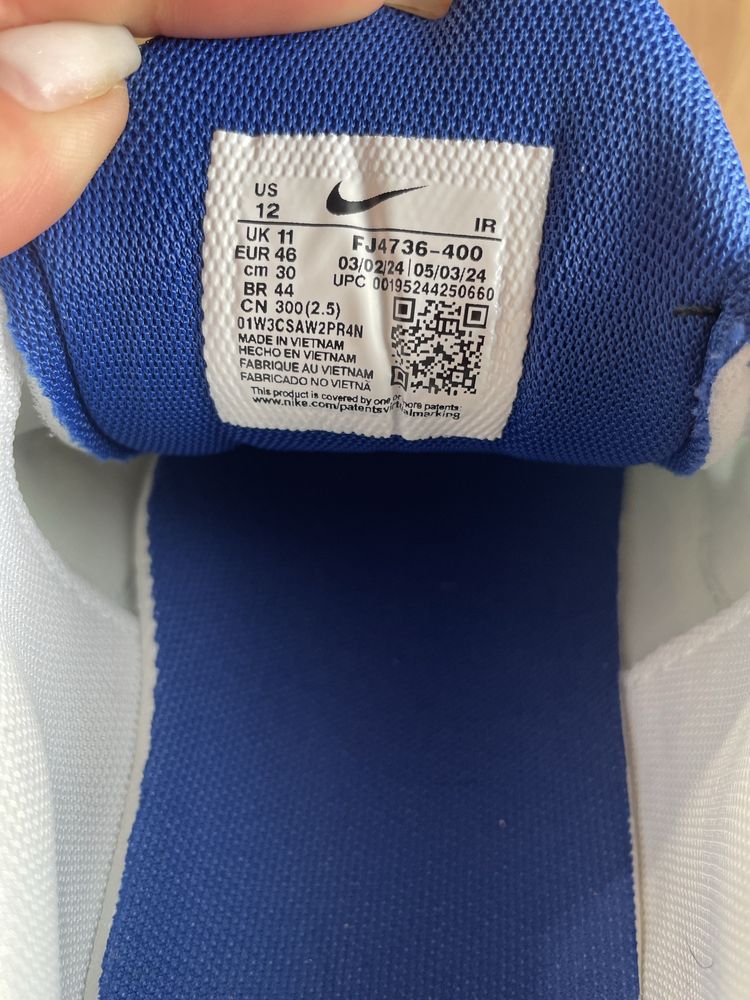 US
12
IR
UK 11
EUR 46
cm 30
BR 44
CN 300(2.5)
FJ4736-400
03/02/24|05/03/24
UPC 00195244250660
01W3CSAW2PR4N
MADE IN VIETNAM
HECHO EN VIETNAM
FABRIQUE AU VIETNAM
FABRICADO NO VIETNÃ
This product is covered by one or more patents:
www.nike.com/patentsvirtualmarking